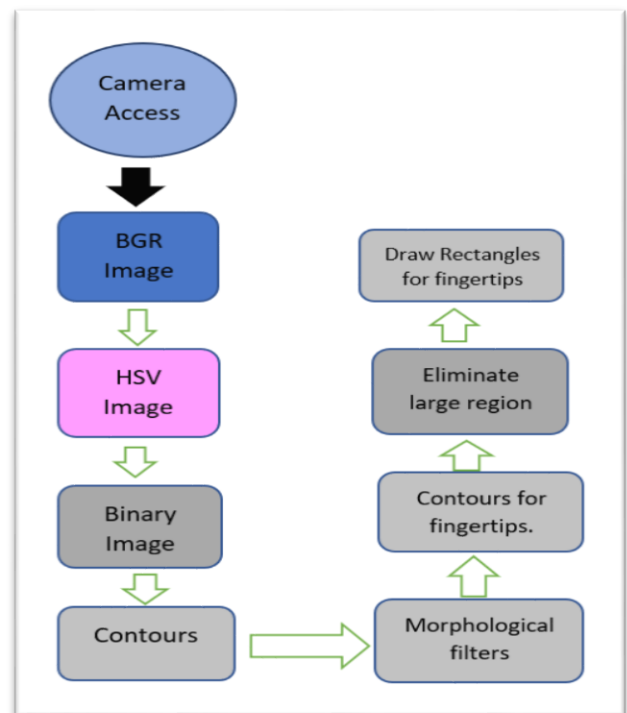 Camera
Access
BGR
Image
HSV
Image
Binary
Image
Contours
Morphological
filters
Contours for
fingertips.
Eliminate
large region
Draw Rectangles
for fingertips